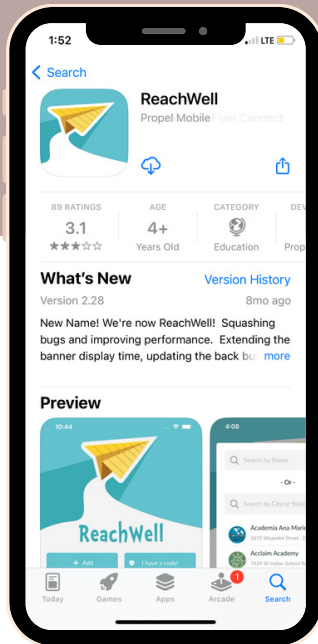 1:52
LTE
Search
ReachWell
Propel Mobile Flyer Connect
89 RATINGS AGE CATEGORY DEV
3.1 4+
Years Old Education Prop
What's New Version History
Version 2.28 8mo ago
New Name! We're now ReachWell! Squashing
bugs and improving performance. Extending the
banner display time, updating the back bu more
Preview
10:44
ReachWell
+ Add I have a code!
4:08
Search by Name
- Or -
Search by City or State
Academia Ana Marie
Acclaim Academy
7624 W Indian School R
Today Games Apps Arcade 1 Search